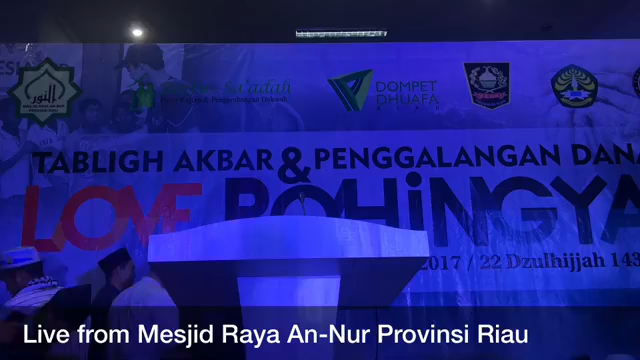 DOMPET
DHUAFA
TABLIGH AKBAR & PENGGALANGAN DANA
LOVE ROHiNGYA
2017 / 22 Dzulhijjah 143
Live from Mesjid Raya An-Nur Provinsi Riau